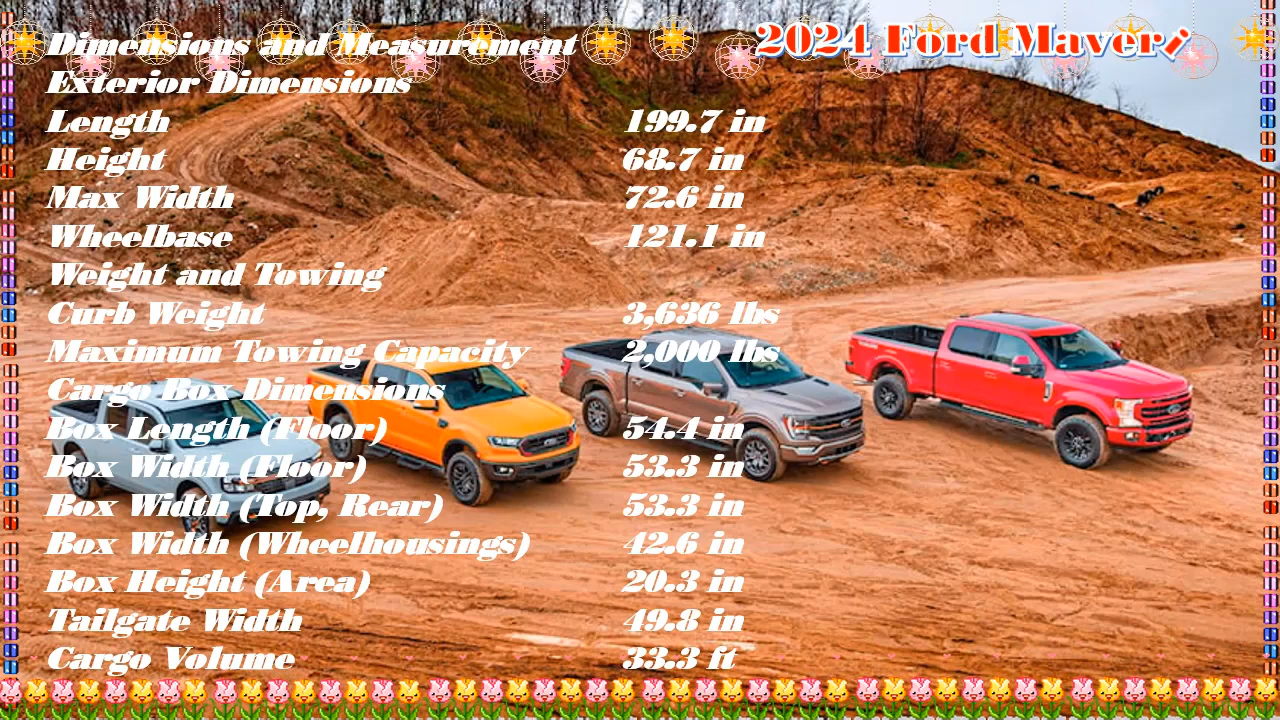 2024 Ford Maver
Dimensions and Measurement
Exterior Dimensions
Length 199.7 in
Height 68.7 in
Max Width 72.6 in
Wheelbase 121.1 in
Weight and Towing
Curb Weight 3,636 lbs
Maximum Towing Capacity 2,000 lbs
Cargo Box Dimensions
Box Length (Floor) 54.4 in
Box Width (Floor) 53.3 in
Box Width (Top, Rear) 53.3 in
Box Width (Wheelhousings) 42.6 in
Box Height (Area) 20.3 in
Tailgate Width 49.8 in
Cargo Volume 33.3 ft